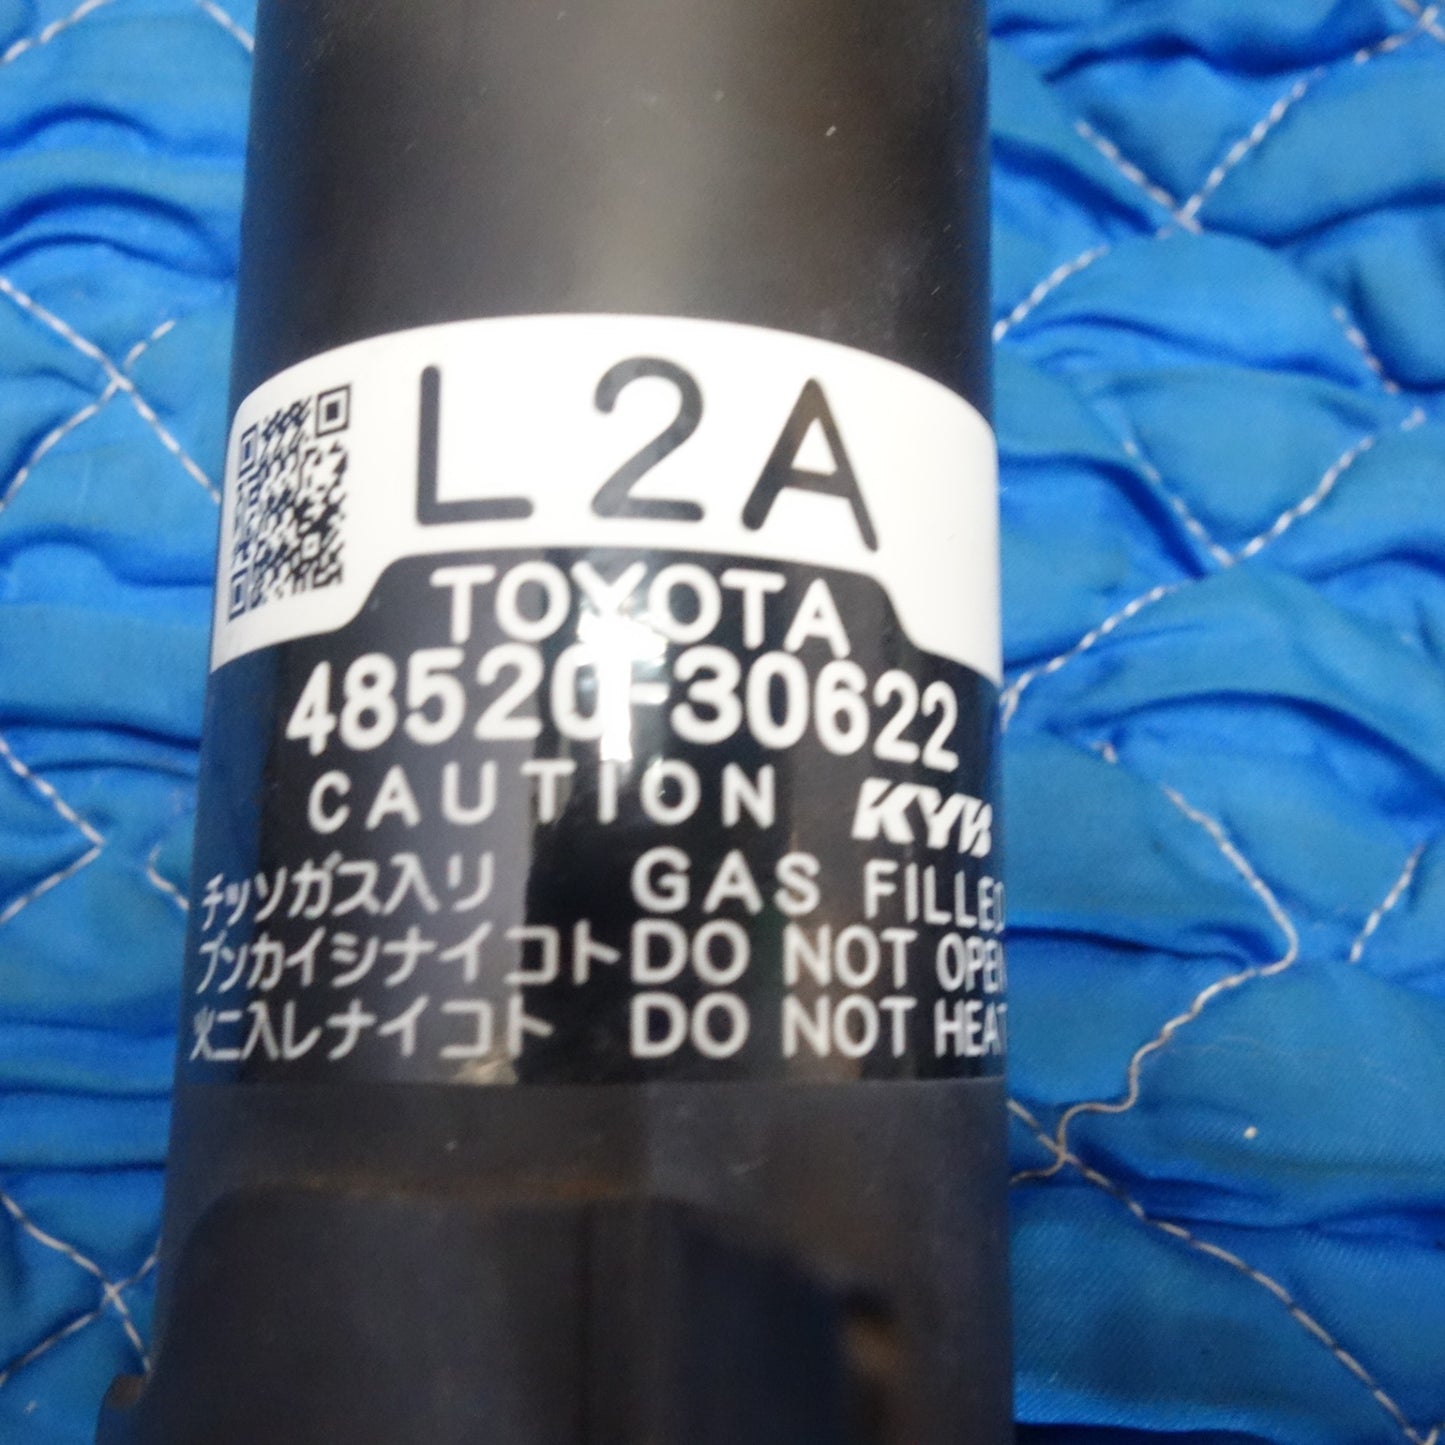 L2A
TOYOTA
48520-30622
CAUTION KYB
チッソガス入リ GAS FILLED
ブンカイシナイコト DO NOT OPEN
火ニ入レナイコト DO NOT HEAT